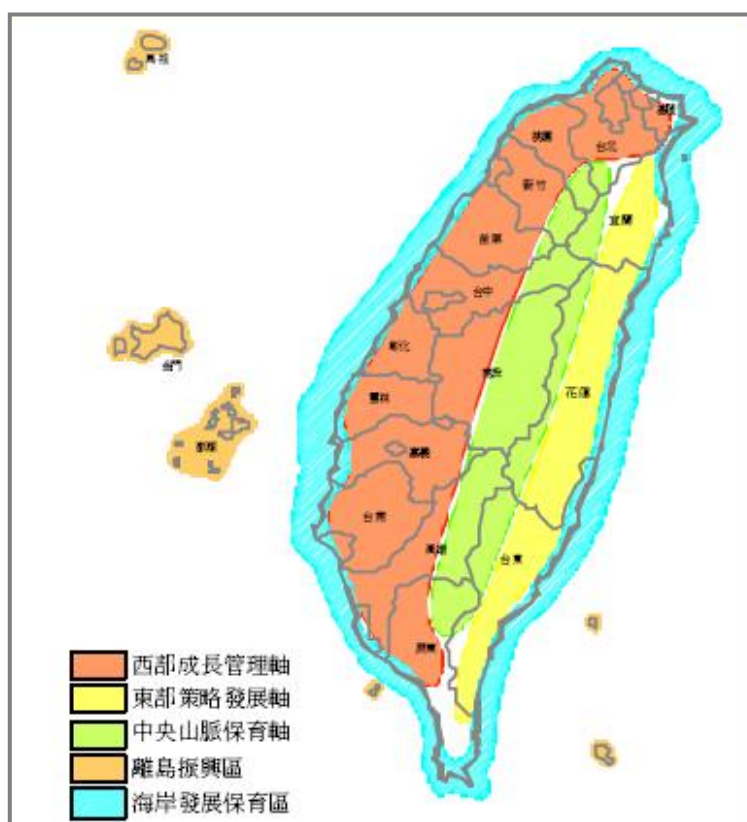 馬祖
基隆
桃園
台北
新竹
宜蘭
苗栗
台中
彰化
金門
南投
花蓮
雲林
澎湖
嘉義
台南
高雄
台東
屏東
西部成長管理軸
東部策略發展軸
中央山脈保育軸
離島振興區
海岸發展保育區